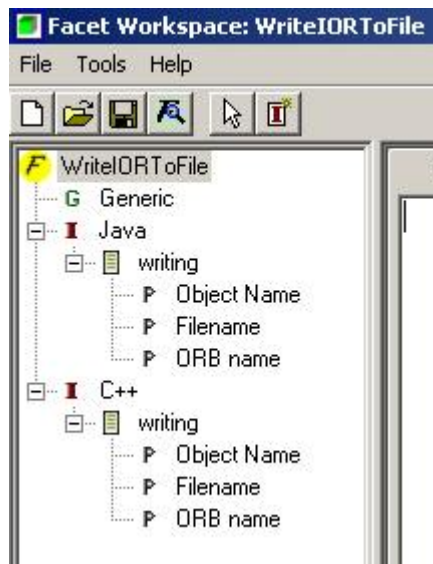 Facet Workspace: WriteIORToFile
File Tools Help
F WriteIORToFile
G Generic
I Java
writing
P Object Name
P Filename
P ORB name
I C++
writing
P Object Name
P Filename
P ORB name